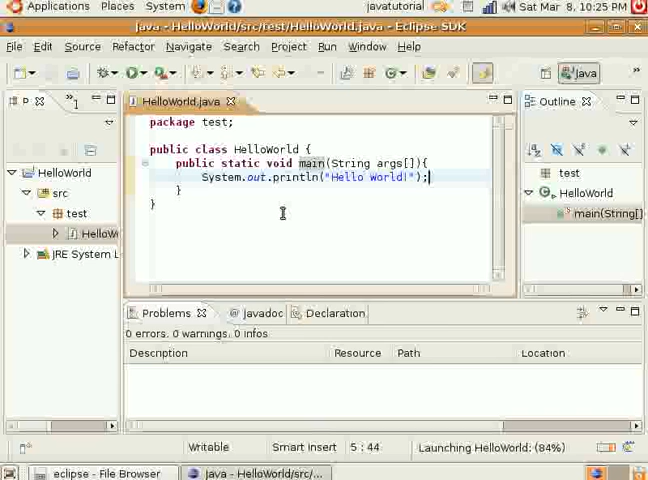 Applications Places System javatutorial Sat Mar 8, 10:25 PM
java - HelloWorld/src/test/HelloWorld.java - Eclipse SDK
File Edit Source Refactor Navigate Search Project Run Window Help
Java
P HelloWorld.java Outline
package test;
public class HelloWorld {
public static void main(String args[]){
System.out.println("Hello World!");
}
}
HelloWorld
src
test
HelloW
JRE System L
test
HelloWorld
main(String[]
Problems Javadoc Declaration
0 errors, 0 warnings, 0 infos
Description Resource Path Location
Writable Smart Insert 5 : 44 Launching HelloWorld: (84%)
eclipse - File Browser java - HelloWorld/src/...